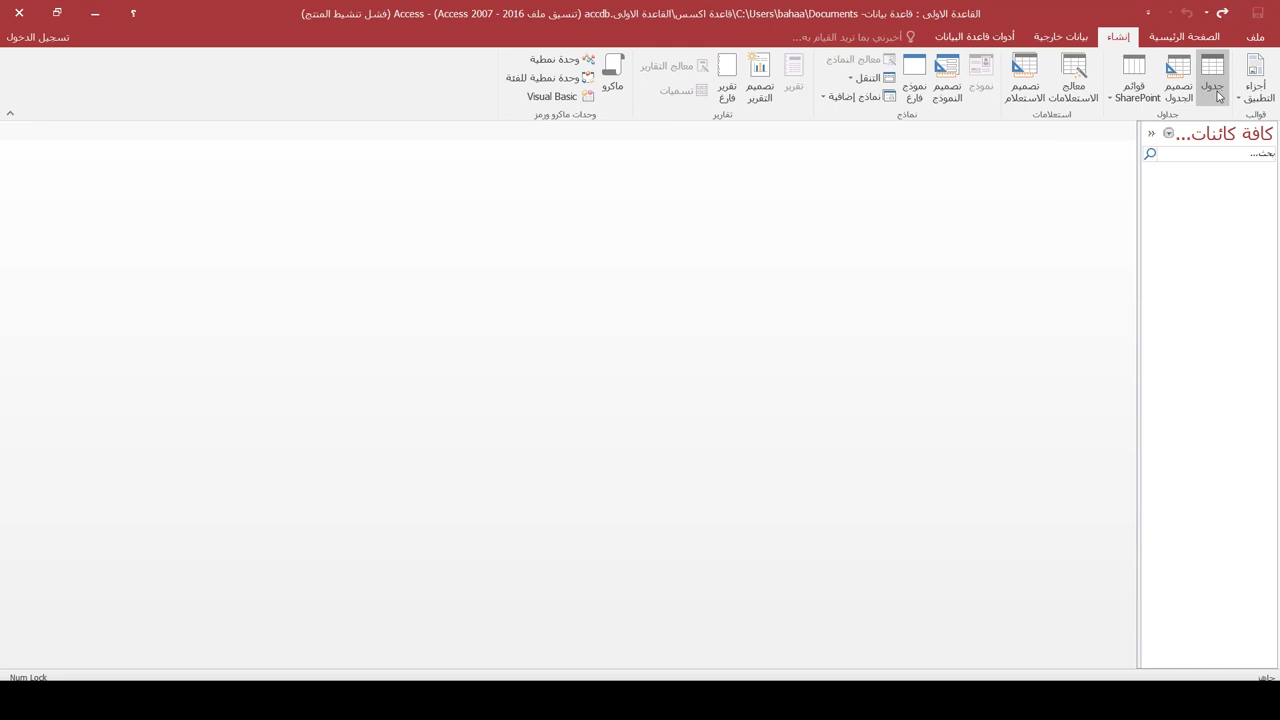 القاعدة الاولى : قاعدة بيانات- C:\Users\bahaa\Documents\قاعدة اكسس\القاعدة الاولى.accdb (تنسيق ملف Access 2007 - 2016) - Access (فشل تنشيط المنتج)
ملف الصفحة الرئيسية إنشاء بيانات خارجية أدوات قاعدة البيانات أخبرني بما تريد القيام به... تسجيل الدخول
أجزاء التطبيق
جدول
تصميم الجدول
قوائم SharePoint
معالج الاستعلامات
تصميم الاستعلام
نموذج
تصميم النموذج
نموذج فارغ
معالج النماذج
التنقل
نماذج إضافية
تقرير
تصميم التقرير
تقرير فارغ
معالج التقارير
تسميات
ماكرو
وحدة نمطية
وحدة نمطية للفئة
Visual Basic
قوالب جداول استعلامات نماذج تقارير وحدات ماكرو ورمز
كافة كائنات...
بحث...
جاهز Num Lock